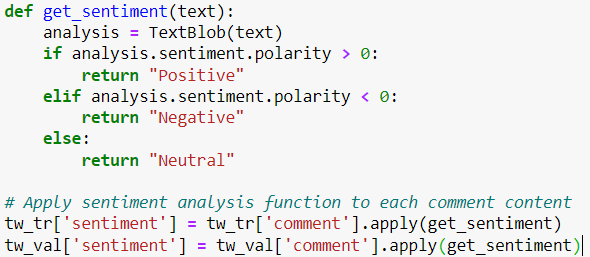 def get_sentiment(text):
    analysis = TextBlob(text)
    if analysis.sentiment.polarity > 0:
        return "Positive"
    elif analysis.sentiment.polarity < 0:
        return "Negative"
    else:
        return "Neutral"

# Apply sentiment analysis function to each comment content
tw_tr['sentiment'] = tw_tr['comment'].apply(get_sentiment)
tw_val['sentiment'] = tw_val['comment'].apply(get_sentiment)